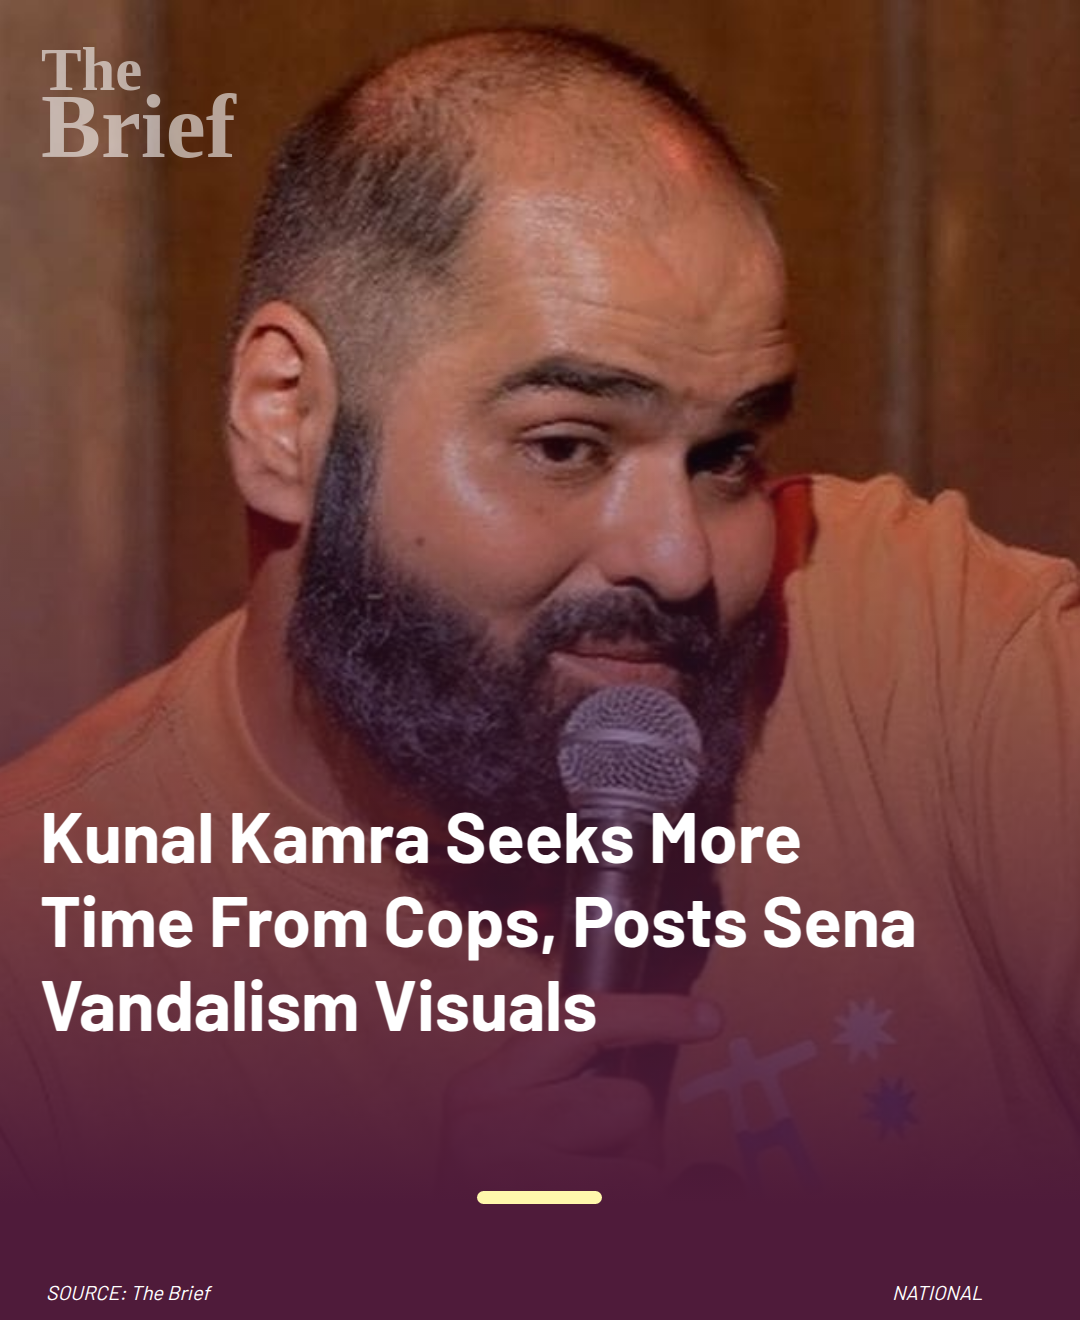 The
Brief
Kunal Kamra Seeks More
Time From Cops, Posts Sena
Vandalism Visuals
SOURCE: The Brief
NATIONAL